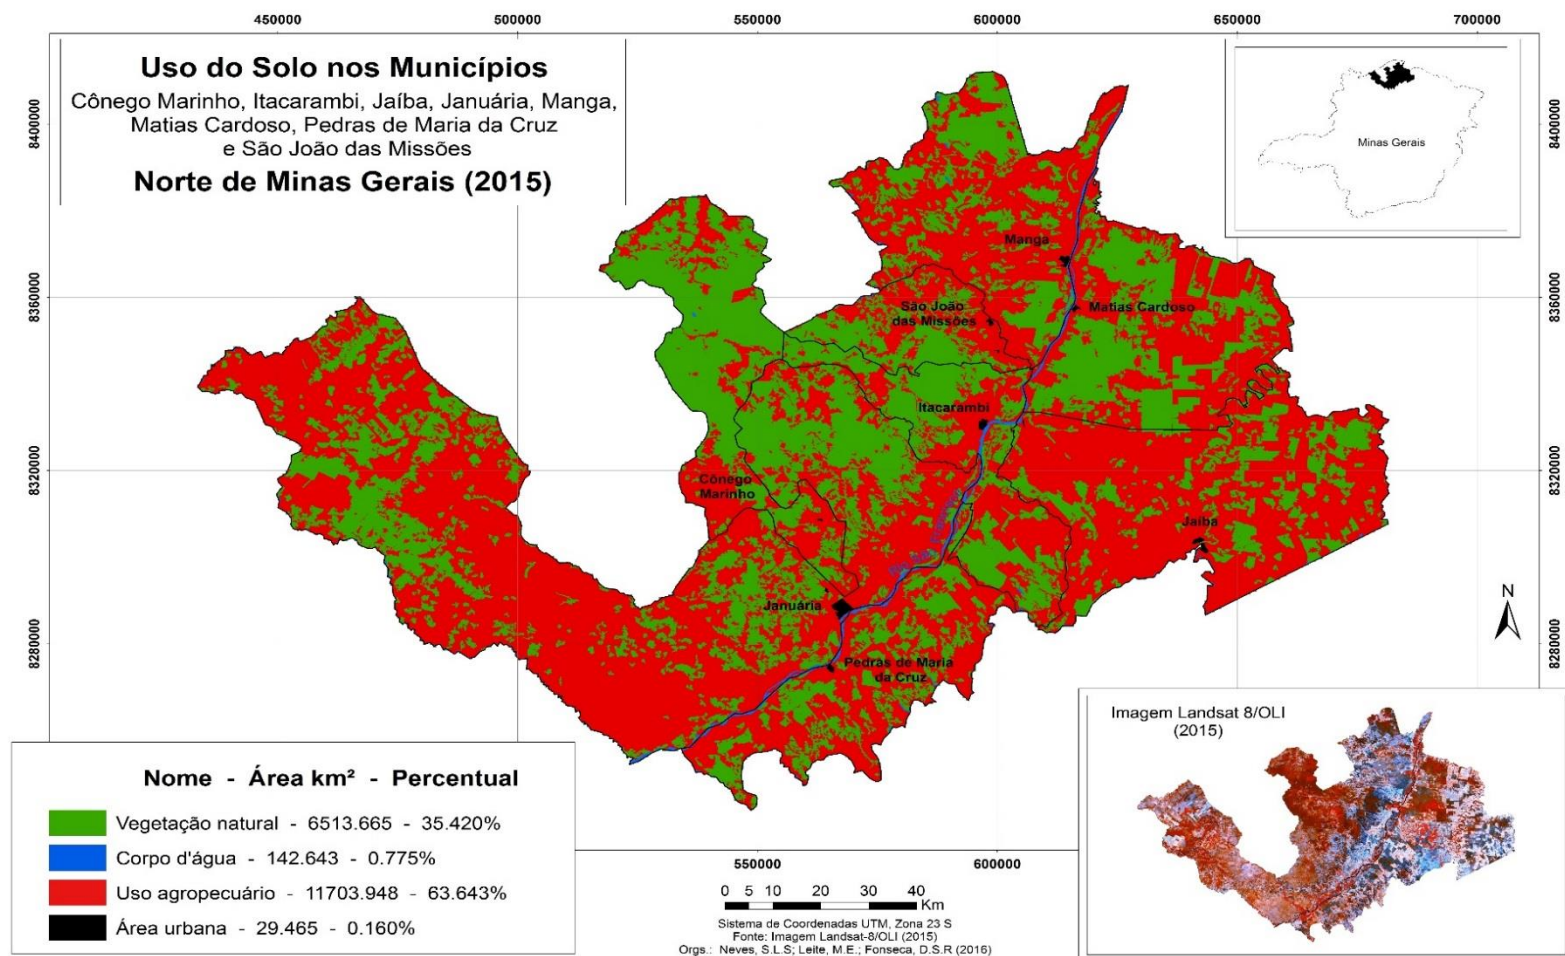 450000
500000
550000
600000
650000
700000
Uso do Solo nos Municípios
Cônego Marinho, Itacarambi, Jaíba, Januária, Manga,
Matias Cardoso, Pedras de Maria da Cruz
e São João das Missões
Norte de Minas Gerais (2015)
Minas Gerais
8400000
8400000
8360000
8360000
8320000
8320000
8280000
8280000
Manga
São João
das Missões
Matias Cardoso
Itacarambi
Cônego
Marinho
Jaíba
Januária
Pedras de Maria
da Cruz
N
Nome - Área km² - Percentual
Vegetação natural - 6513.665 - 35.420%
Corpo d'água - 142.643 - 0.775%
Uso agropecuário - 11703.948 - 63.643%
Área urbana - 29.465 - 0.160%
550000
600000
0 5 10 20 30 40
Km
Sistema de Coordenadas UTM, Zona 23 S
Fonte: Imagem Landsat-8/OLI (2015)
Orgs.: Neves, S.L.S; Leite, M.E.; Fonseca, D.S.R (2016)
Imagem Landsat 8/OLI
(2015)